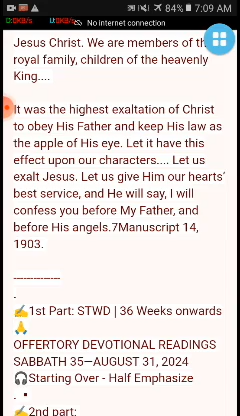 84% 7:09 AM
0:0KB/s U:0KB/s No internet connection
Jesus Christ. We are members of th
royal family, children of the heavenly
King....
It was the highest exaltation of Christ
to obey His Father and keep His law as
the apple of His eye. Let it have this
effect upon our characters.... Let us
exalt Jesus. Let us give Him our hearts'
best service, and He will say, I will
confess you before My Father, and
before His angels.7Manuscript 14,
1903.
---------------
.
✍️1st Part: STWD | 36 Weeks onwards
🙏
OFFERTORY DEVOTIONAL READINGS
SABBATH 35—AUGUST 31, 2024
🎧Starting Over - Half Emphasize
.
✍️2nd part: